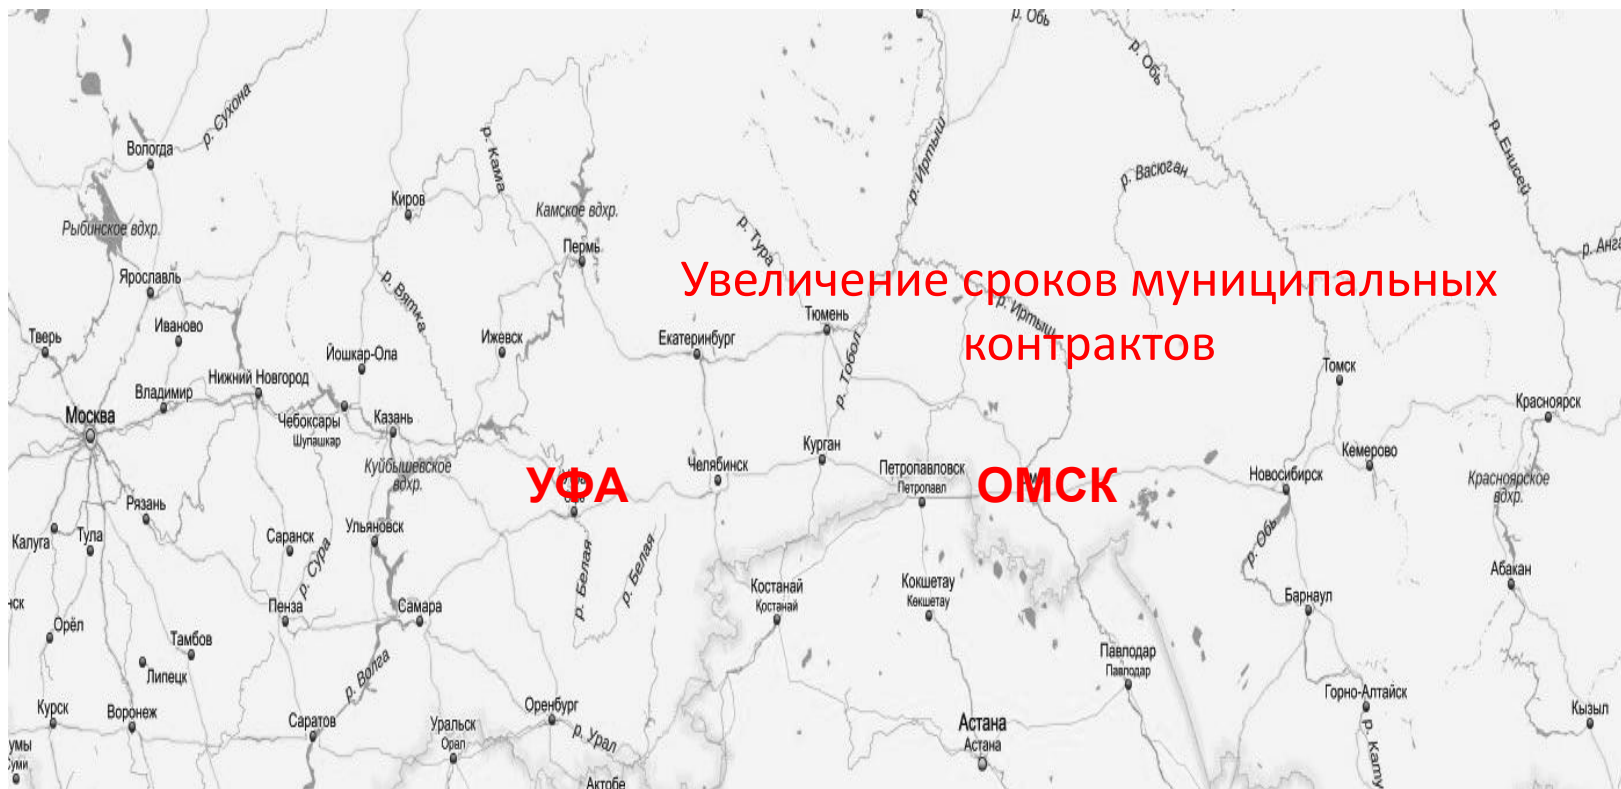 р. Обь
р. Обь
р. Сухона
Вологда
р. Кама
р. Иртыш
р. Васюган
р. Енисей
Киров
Камское вдхр.
Рыбинское вдхр.
р. Тура
Пермь
Ярославль
р. Вятка
Увеличение сроков муниципальных
контрактов
р. Иртыш
Тюмень
Иваново
Тверь
Ижевск
Екатеринбург
Йошкар-Ола
р. Тобол
Томск
Нижний Новгород
Владимир
Красноярск
Москва
Чебоксары
Шупашкар
Казань
Курган
Кемерово
Куйбышевское
вдхр.
Челябинск
Петропавловск
Петропавл
УФА
ОМСК
Новосибирск
Красноярское
вдхр.
Рязань
Ульяновск
Калуга
Тула
Саранск
р. Сура
р. Белая
р. Белая
р. Обь
Абакан
Костанай
Қостанай
Кокшетау
Көкшетау
Барнаул
Пенза
Самара
Орёл
Тамбов
Липецк
р. Волга
Павлодар
Павлодар
Горно-Алтайск
Курск
Воронеж
Саратов
Уральск
Орал
Оренбург
р. Урал
Астана
Астана
Кызыл
Актобе